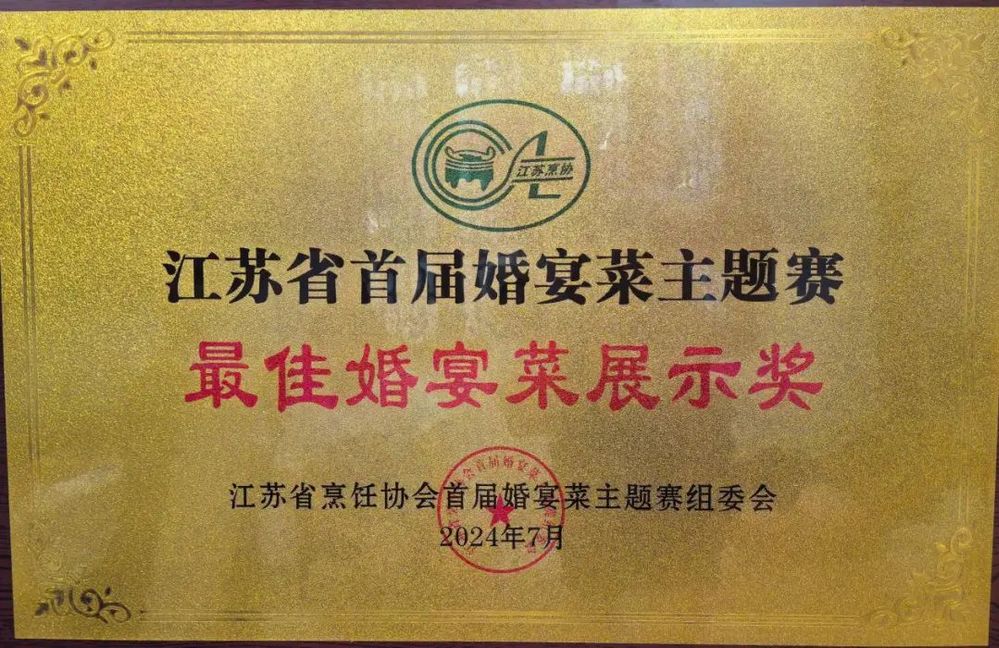 江苏烹协
江苏省首届婚宴菜主题赛
最佳婚宴菜展示奖
江苏省烹饪协会首届婚宴菜主题赛组委会
2024年7月